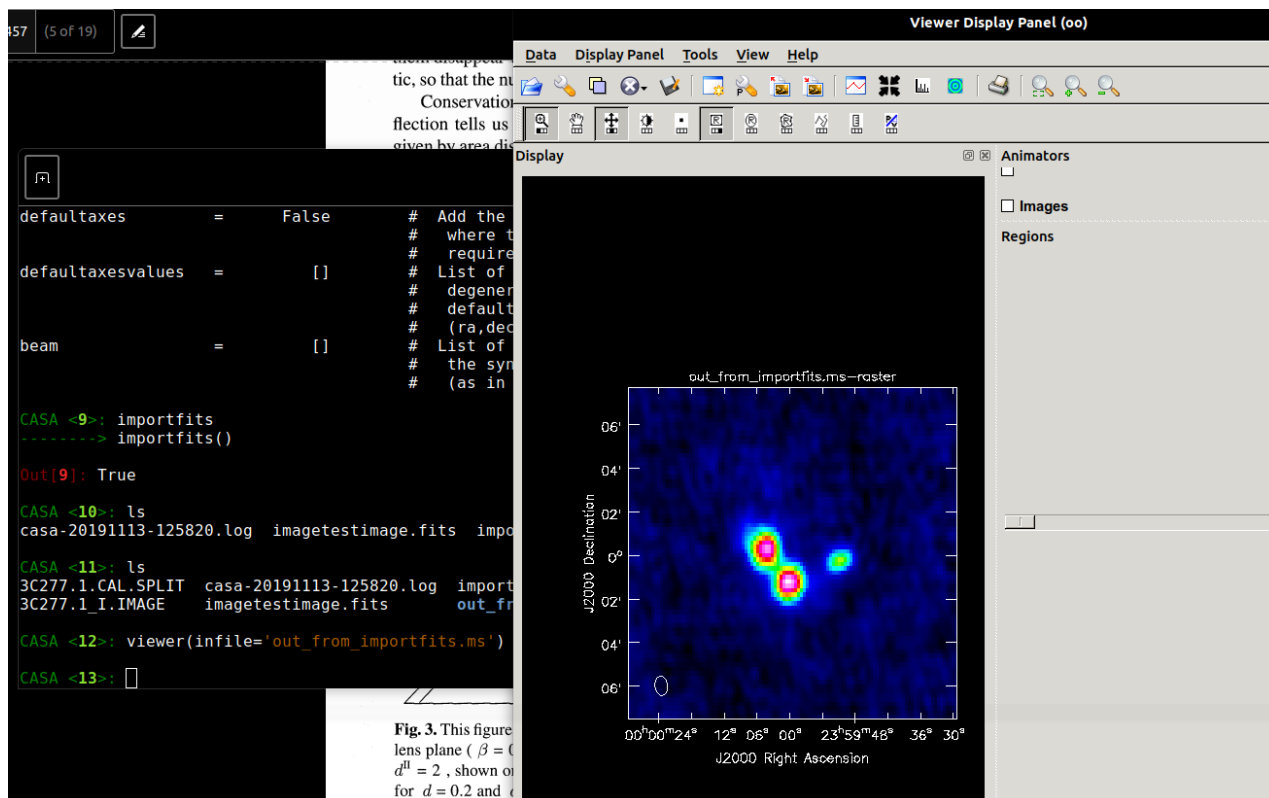 457 (5 of 19)
them disappear
tic, so that the nu
Conservation
flection tells us
given by area dis
defaultaxes = False # Add the
# where t
# require
defaultaxesvalues = [] # List of
# degener
# default
# (ra,dec
beam = [] # List of
# the syn
# (as in
CASA <9>: importfits
--------> importfits()
Out[9]: True
CASA <10>: ls
casa-20191113-125820.log imagetestimage.fits impo
CASA <11>: ls
3C277.1.CAL.SPLIT casa-20191113-125820.log import
3C277.1_I.IMAGE imagetestimage.fits out_fr
CASA <12>: viewer(infile='out_from_importfits.ms')
CASA <13>:
Fig. 3. This figure
lens plane ( β = 0
d^II = 2 , shown o
for d = 0.2 and
Viewer Display Panel (oo)
Data Display Panel Tools View Help
Display
Animators
Images
Regions
out_from_importfits.ms-raster
J2000 Declination
06'
04'
02'
0°
02'
04'
06'
00h00m24s 12s 06s 00s 23s59m48s 36s 30s
J2000 Right Ascension